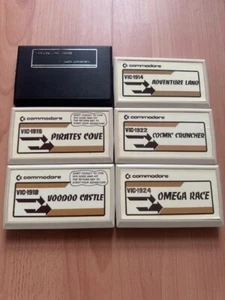 commodore
VIC-1914
ADVENTURE LAND
commodore
VIC-1916
PIRATES COVE
commodore
VIC-1922
COSMIC CRUNCHER
commodore
VIC-1918
VOODOO CASTLE
commodore
VIC-1924
OMEGA RACE